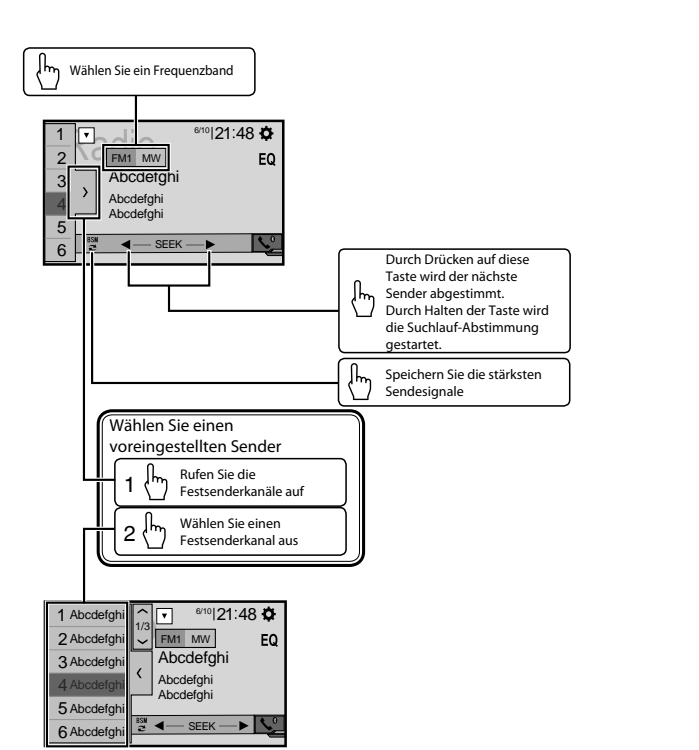 Wählen Sie ein Frequenzband
1
2
3
4
5
6
Radio
6/10|21:48
FM1 MW
EQ
Abcdefghi
Abcdefghi
Abcdefghi
BSN
SEEK
Durch Drücken auf diese
Taste wird der nächste
Sender abgestimmt.
Durch Halten der Taste wird
die Suchlauf-Abstimmung
gestartet.
Speichern Sie die stärksten
Sendesignale
Wählen Sie einen
voreingestellten Sender
1 Rufen Sie die
Festsenderkanäle auf
2 Wählen Sie einen
Festsenderkanal aus
1 Abcdefghi
2 Abcdefghi
3 Abcdefghi
4 Abcdefghi
5 Abcdefghi
6 Abcdefghi
1/3
6/10|21:48
FM1 MW
EQ
Abcdefghi
Abcdefghi
Abcdefghi
BSM
SEEK